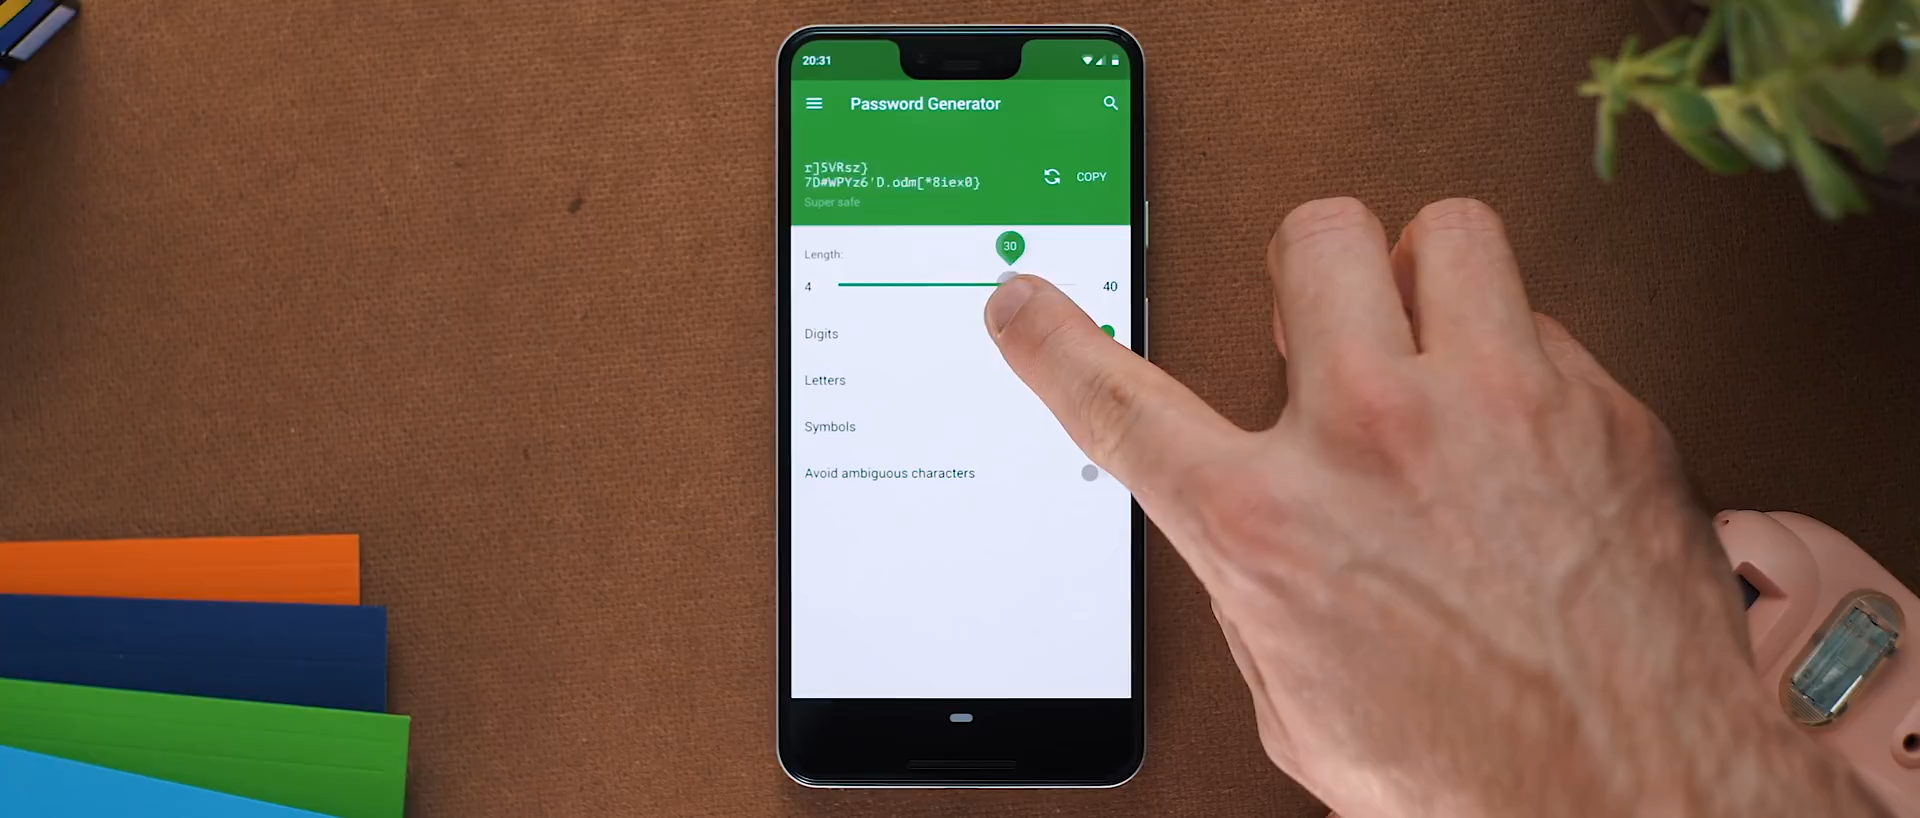 20:31
Password Generator
r]5VRsz}
7D#WPYz6'D.odm[*8iex0}
COPY
Super safe
Length:
30
4
40
Digits
Letters
Symbols
Avoid ambiguous characters